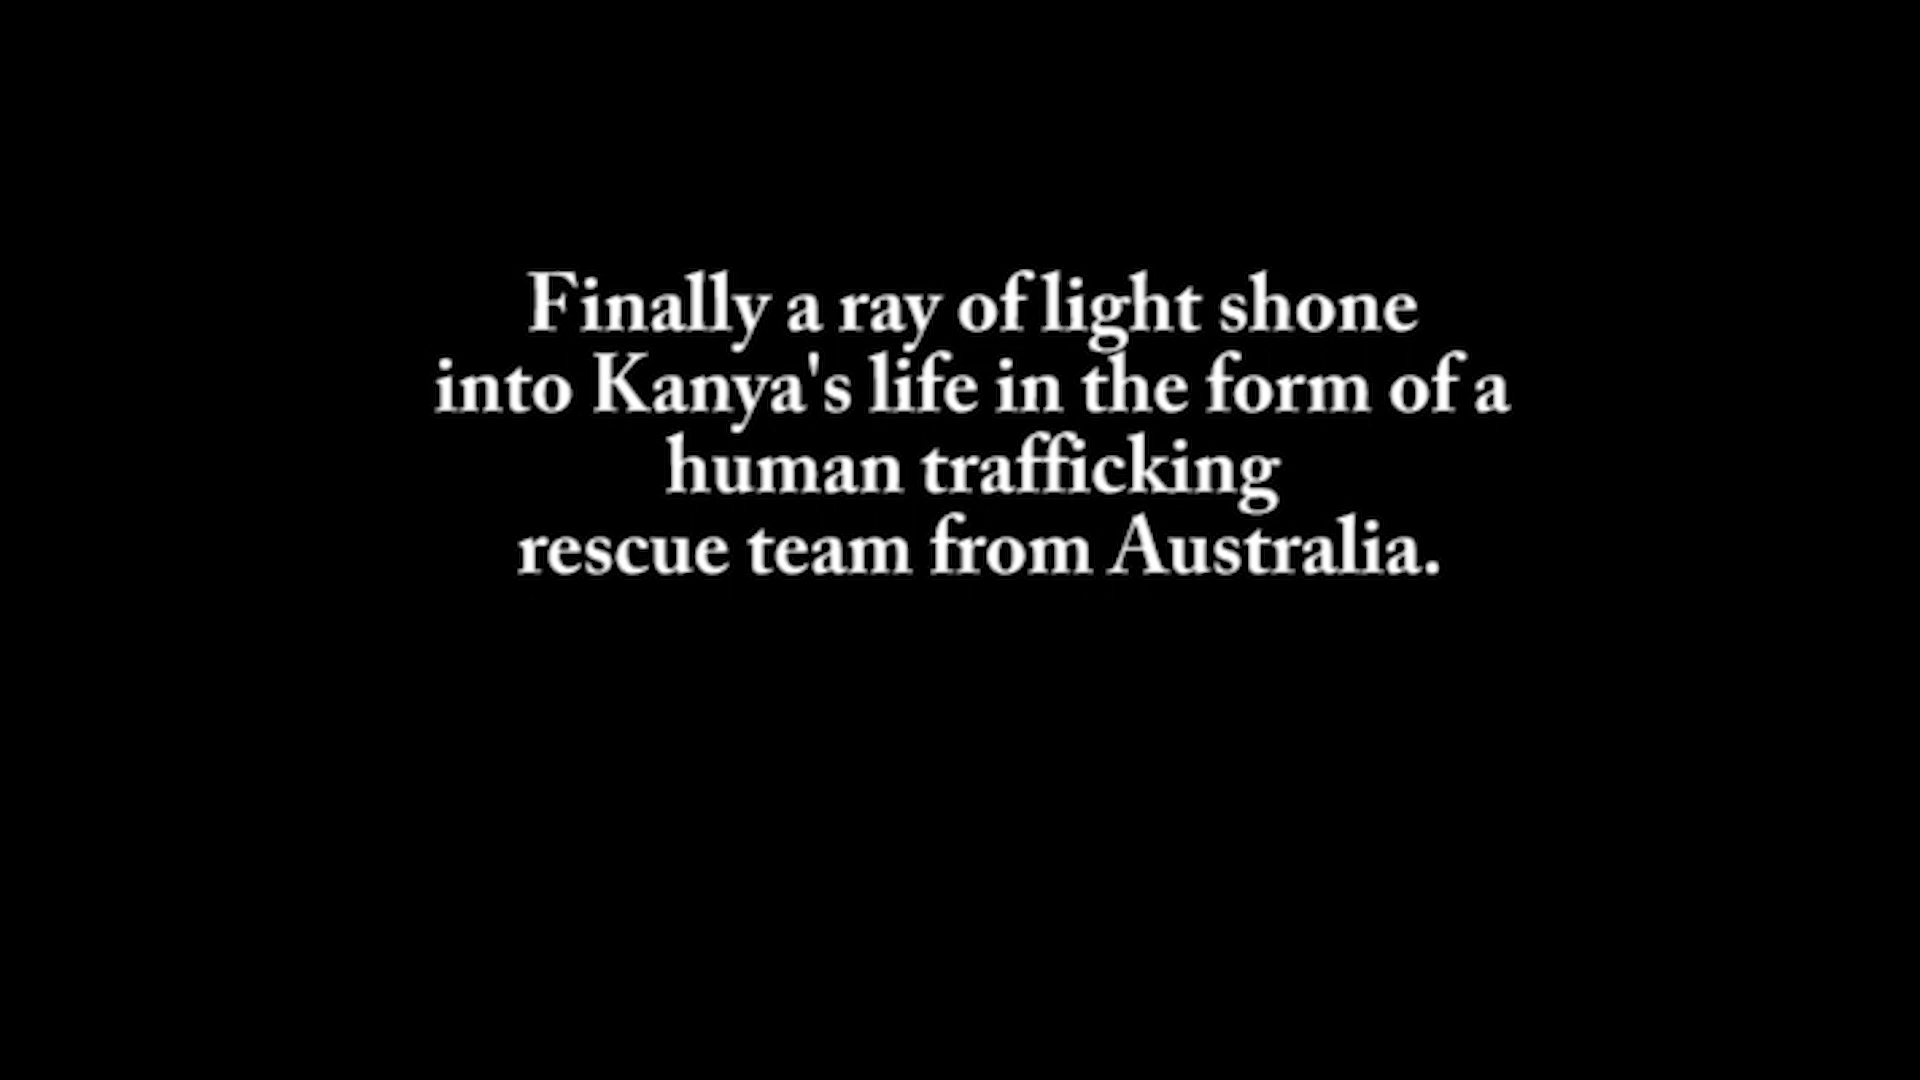 Finally a ray of light shone
into Kanya's life in the form of a
human trafficking
rescue team from Australia.